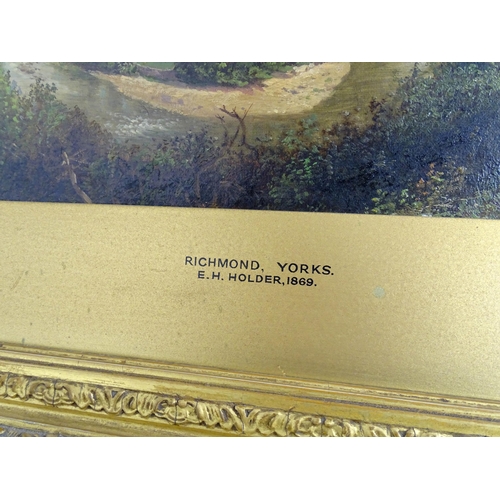 RICHMOND, YORKS.
E.H. HOLDER, 1869.